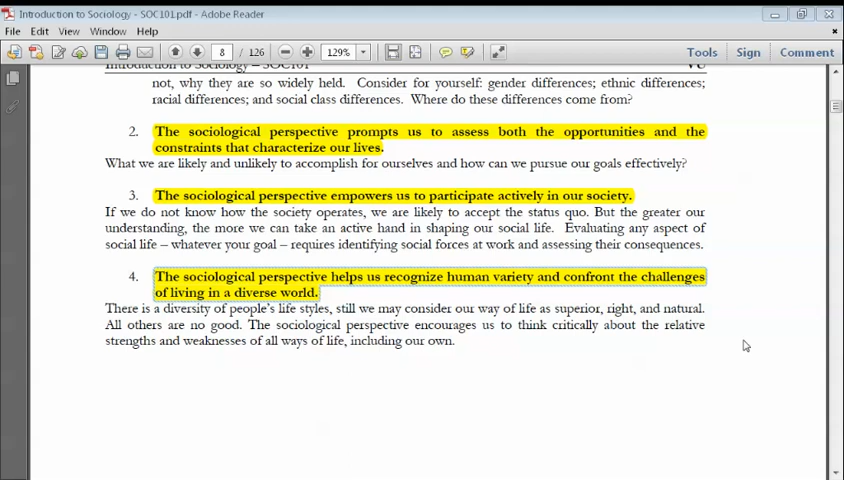 Introduction to Sociology - SOC101.pdf - Adobe Reader
File Edit View Window Help
8 / 126 129% Tools Sign Comment
Introduction to Sociology – SOC101 VU
not, why they are so widely held. Consider for yourself: gender differences; ethnic differences;
racial differences; and social class differences. Where do these differences come from?
2. The sociological perspective prompts us to assess both the opportunities and the
constraints that characterize our lives.
What we are likely and unlikely to accomplish for ourselves and how can we pursue our goals effectively?
3. The sociological perspective empowers us to participate actively in our society.
If we do not know how the society operates, we are likely to accept the status quo. But the greater our
understanding, the more we can take an active hand in shaping our social life. Evaluating any aspect of
social life – whatever your goal – requires identifying social forces at work and assessing their consequences.
4. The sociological perspective helps us recognize human variety and confront the challenges
of living in a diverse world.
There is a diversity of people's life styles, still we may consider our way of life as superior, right, and natural.
All others are no good. The sociological perspective encourages us to think critically about the relative
strengths and weaknesses of all ways of life, including our own.